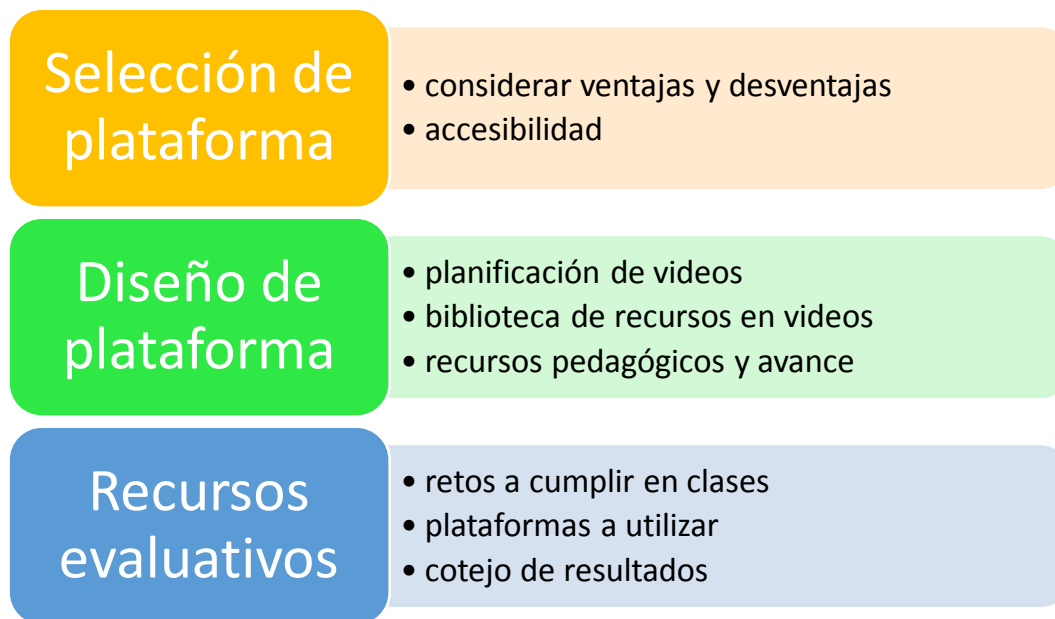 Selección de
plataforma
• considerar ventajas y desventajas
• accesibilidad
Diseño de
plataforma
• planificación de videos
• biblioteca de recursos en videos
• recursos pedagógicos y avance
Recursos
evaluativos
• retos a cumplir en clases
• plataformas a utilizar
• cotejo de resultados